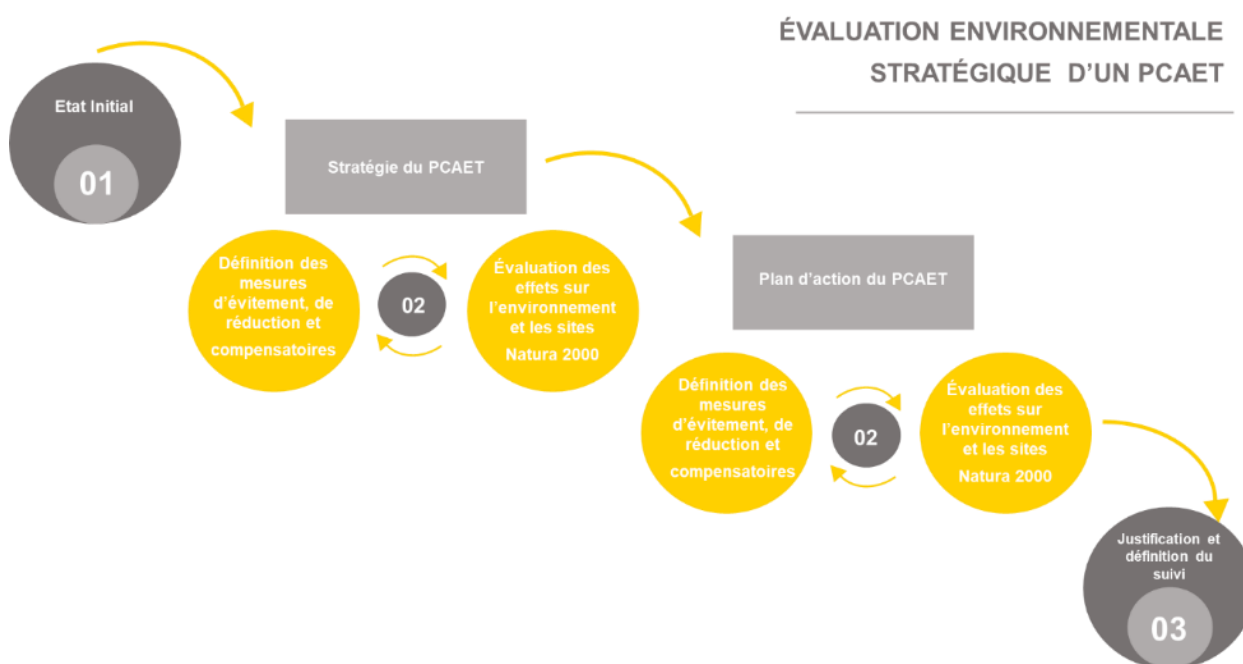 ÉVALUATION ENVIRONNEMENTALE
STRATÉGIQUE D'UN PCAET
Etat Initial
01
Stratégie du PCAET
Définition des
mesures
d'évitement, de
réduction et
compensatoires
02
Évaluation des
effets sur
l'environnement
et les sites
Natura 2000
Plan d'action du PCAET
Définition des
mesures
d'évitement, de
réduction et
compensatoires
02
Évaluation des
effets sur
l'environnement
et les sites
Natura 2000
Justification et
définition du
suivi
03